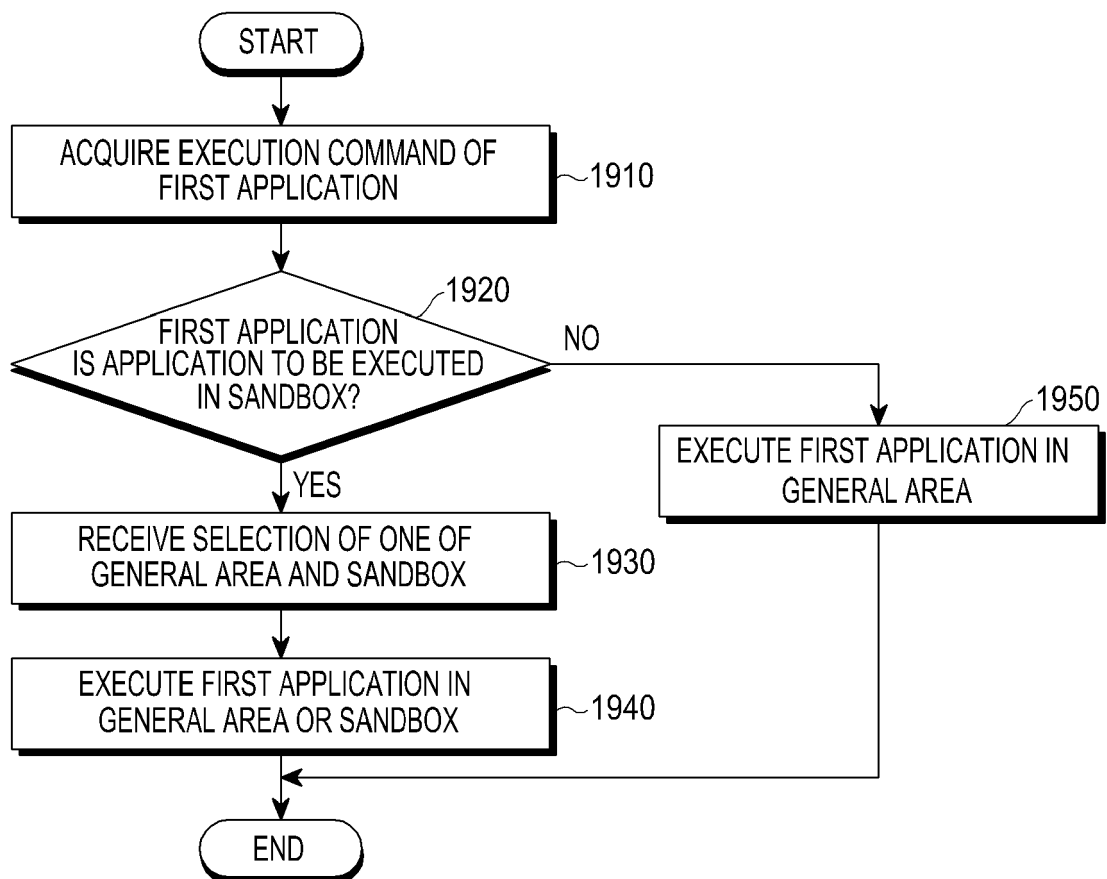 START
ACQUIRE EXECUTION COMMAND OF
FIRST APPLICATION
1910
1920
FIRST APPLICATION
IS APPLICATION TO BE EXECUTED
IN SANDBOX?
NO
YES
1950
EXECUTE FIRST APPLICATION IN
GENERAL AREA
RECEIVE SELECTION OF ONE OF
GENERAL AREA AND SANDBOX
1930
EXECUTE FIRST APPLICATION IN
GENERAL AREA OR SANDBOX
1940
END